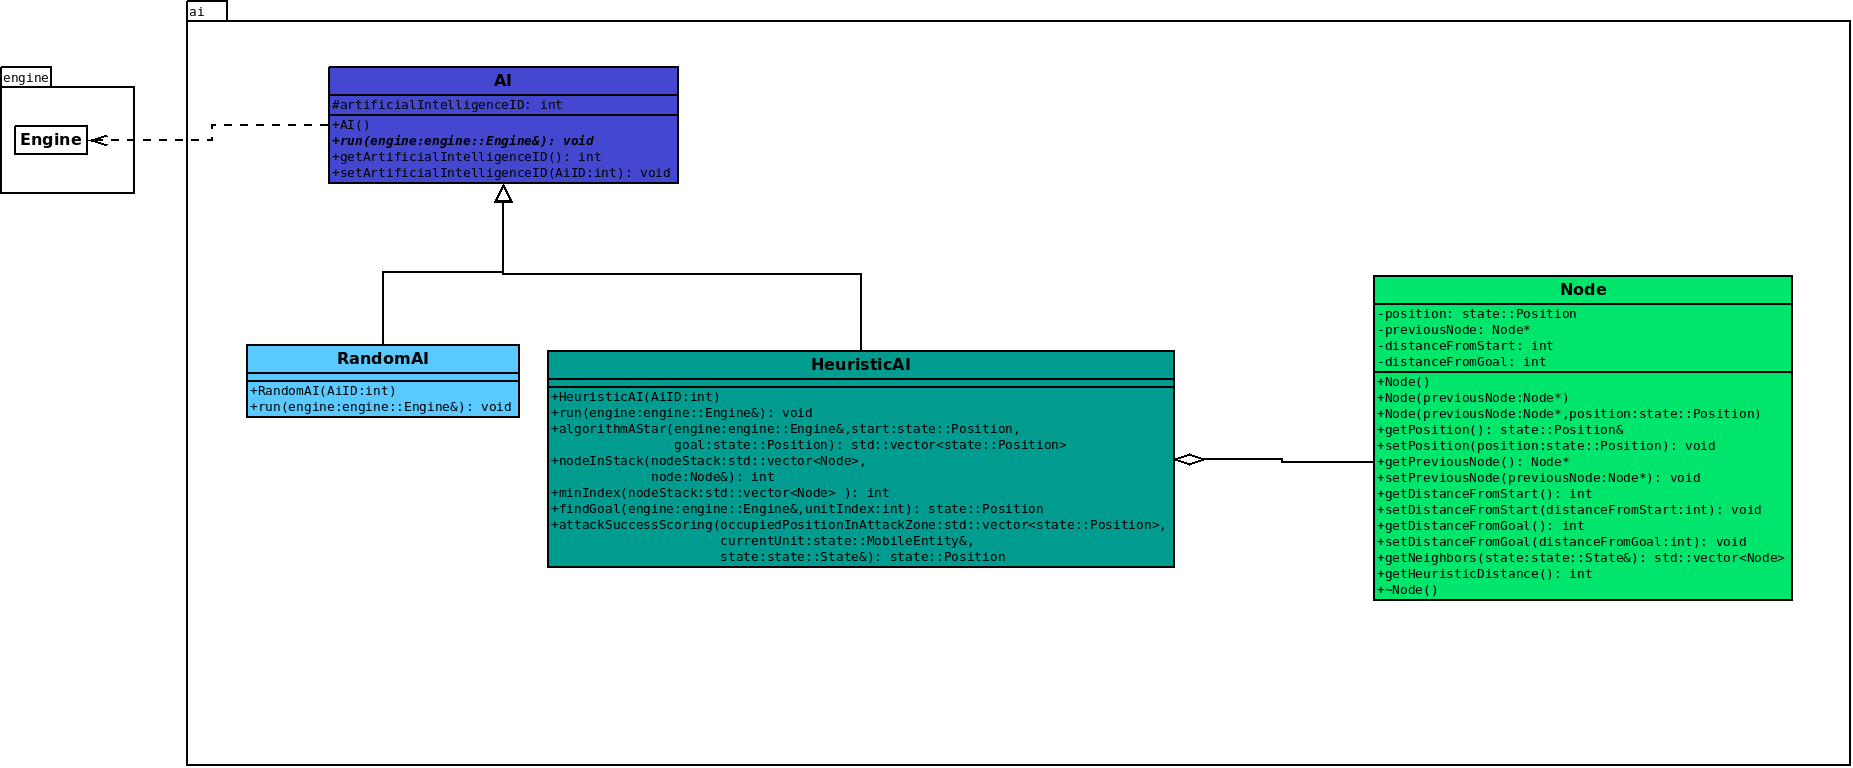 ai
engine
Engine
AI
#artificialIntelligenceID: int
+AI()
+run(engine:engine::Engine&): void
+getArtificialIntelligenceID(): int
+setArtificialIntelligenceID(AiID:int): void
RandomAI
+RandomAI(AiID:int)
+run(engine:engine::Engine&): void
HeuristicAI
+HeuristicAI(AiID:int)
+run(engine:engine::Engine&): void
+algorithmAStar(engine:engine::Engine&,start:state::Position,
goal:state::Position): std::vector<state::Position>
+nodeInStack(nodeStack:std::vector<Node>,
node:Node&): int
+minIndex(nodeStack:std::vector<Node> ): int
+findGoal(engine:engine::Engine&,unitIndex:int): state::Position
+attackSuccessScoring(occupiedPositionInAttackZone:std::vector<state::Position>,
currentUnit:state::MobileEntity&,
state:state::State&): state::Position
Node
-position: state::Position
-previousNode: Node*
-distanceFromStart: int
-distanceFromGoal: int
+Node()
+Node(previousNode:Node*)
+Node(previousNode:Node*,position:state::Position)
+getPosition(): state::Position&
+setPosition(position:state::Position): void
+getPreviousNode(): Node*
+setPreviousNode(previousNode:Node*): void
+getDistanceFromStart(): int
+setDistanceFromStart(distanceFromStart:int): void
+getDistanceFromGoal(): int
+setDistanceFromGoal(distanceFromGoal:int): void
+getNeighbors(state:state::State&): std::vector<Node>
+getHeuristicDistance(): int
+~Node()